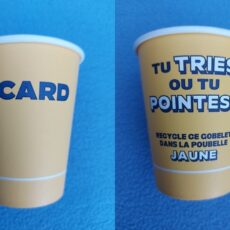 CARD
TU TRIES
OU TU
POINTES
RECYCLE CE GOBELET
DANS LA POUBELLE
JAUNE